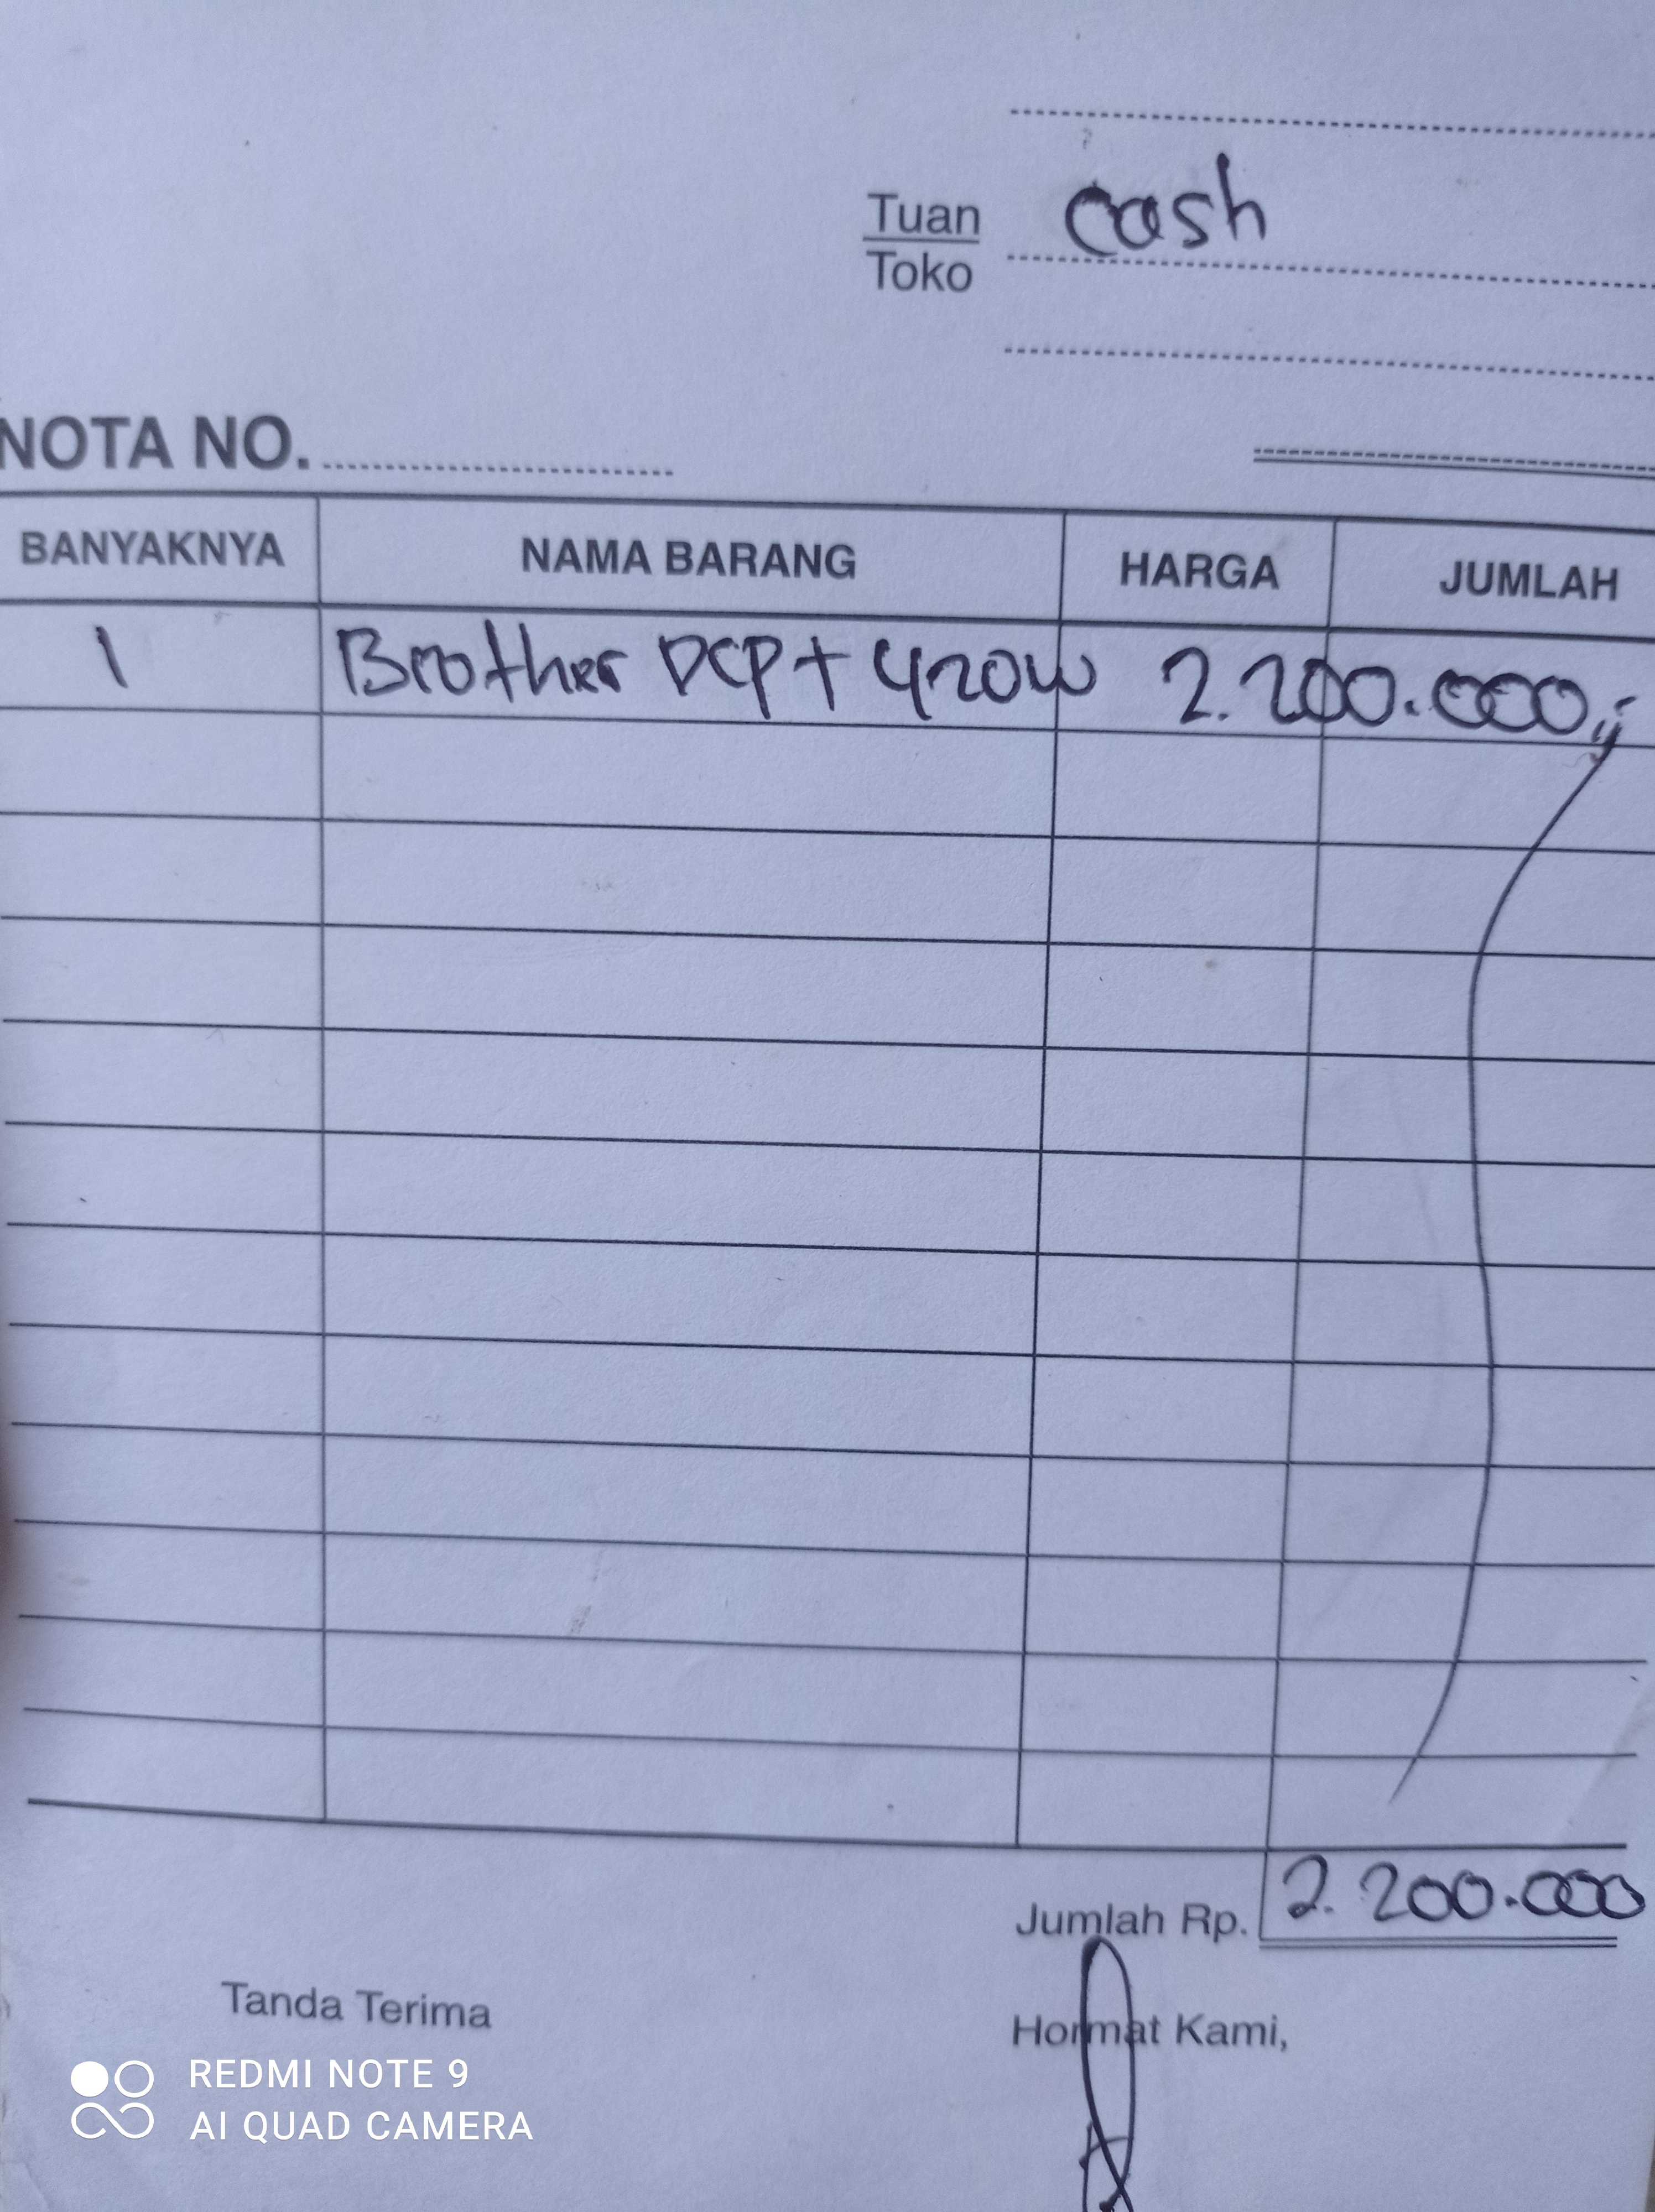 Tuan cash
Toko
NOTA NO.
BANYAKNYA NAMA BARANG HARGA JUMLAH
1 Brother DCP T 420W 2.200.000,-
Jumlah Rp. 2.200.000
Tanda Terima Hormat Kami,
REDMI NOTE 9
AI QUAD CAMERA